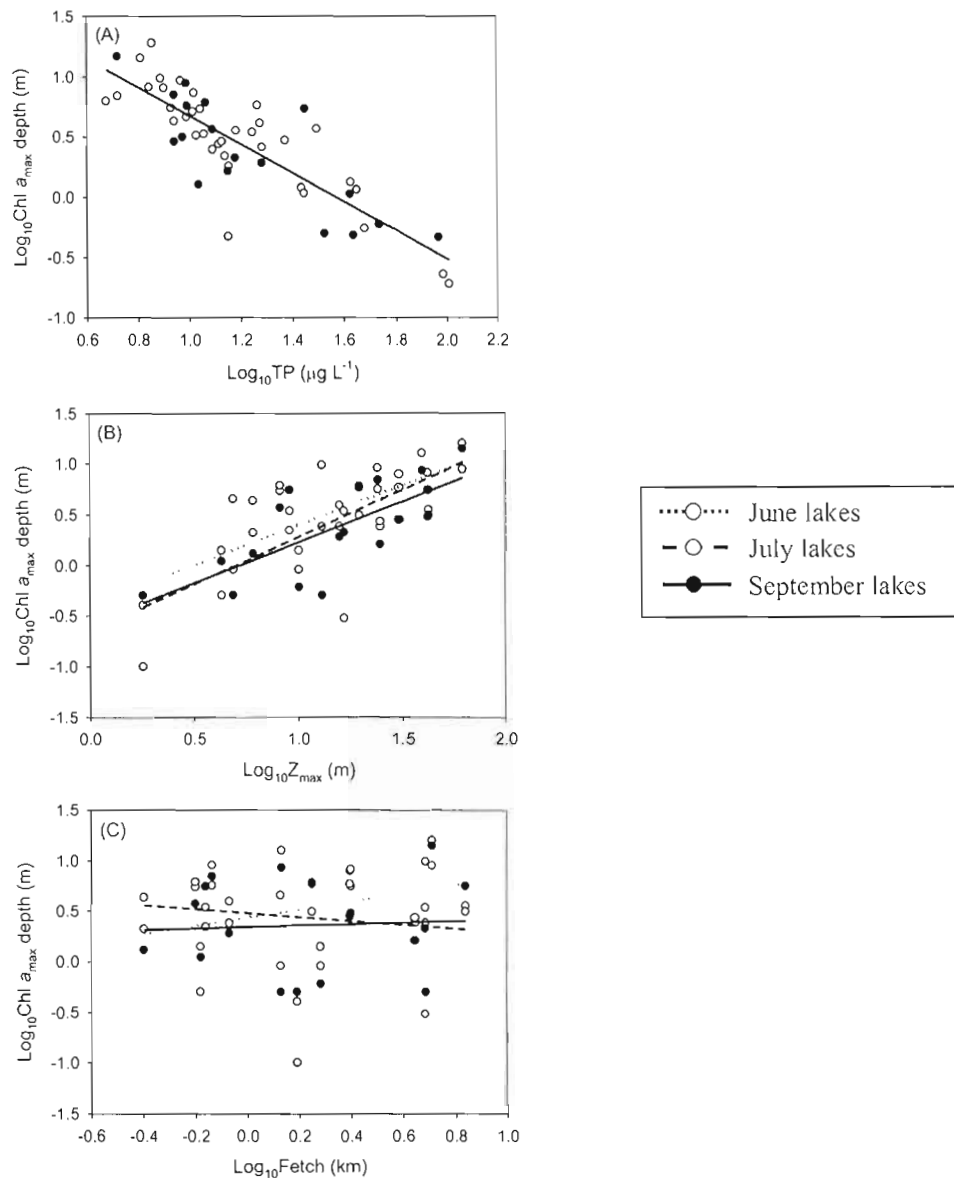 (A)
Log10Chl amax depth (m)
1.5
1.0
0.5
0.0
-0.5
-1.0
0.6 0.8 1.0 1.2 1.4 1.6 1.8 2.0 2.2
Log10TP (µg L-1)
(B)
Log10Chl amax depth (m)
1.5
1.0
0.5
0.0
-0.5
-1.0
-1.5
0.0 0.5 1.0 1.5 2.0
Log10Zmax (m)
June lakes
July lakes
September lakes
(C)
Log10Chl amax depth (m)
1.5
1.0
0.5
0.0
-0.5
-1.0
-1.5
-0.6 -0.4 -0.2 0.0 0.2 0.4 0.6 0.8 1.0
Log10Fetch (km)